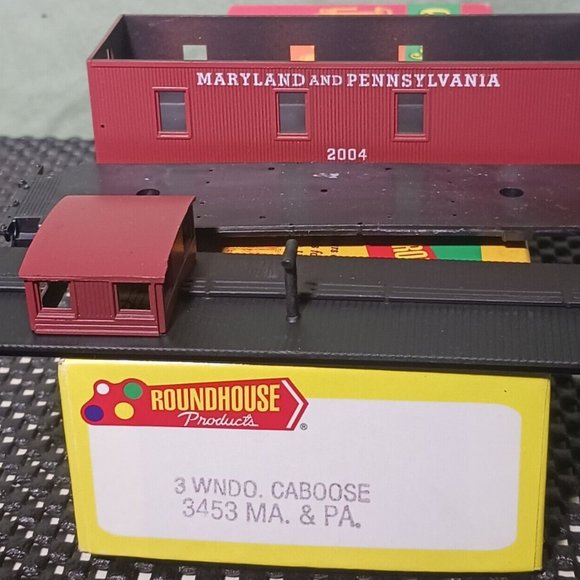 MARYLAND AND PENNSYLVANIA
2004
ROUNDHOUSE
Products
®
3 WNDO. CABOOSE
3453 MA. & PA.